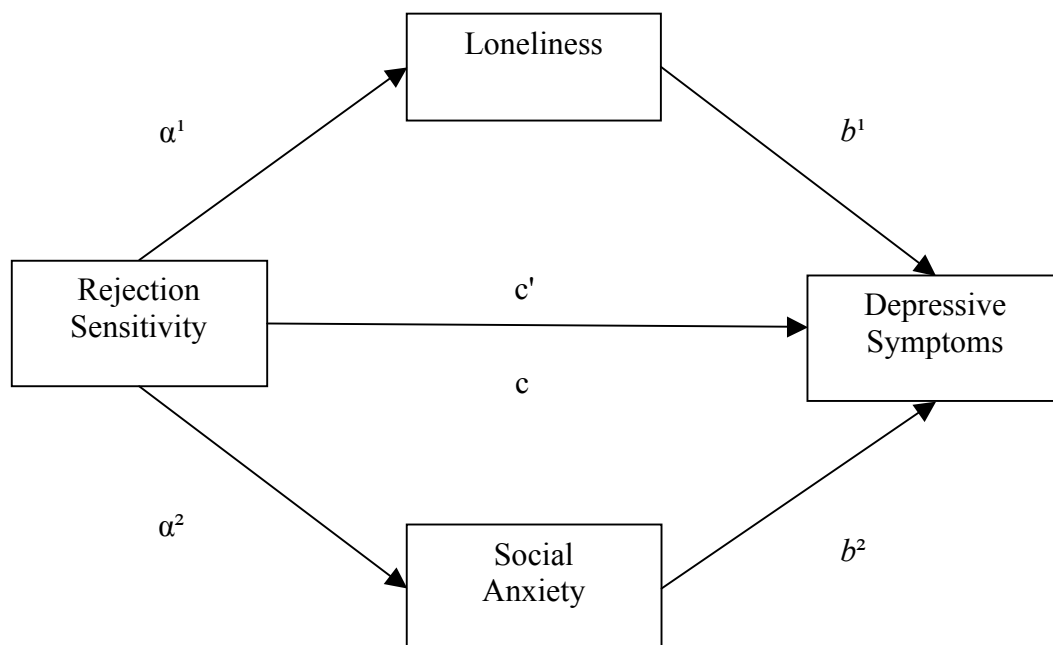 Loneliness
α¹
b¹
Rejection
Sensitivity
c'
Depressive
Symptoms
c
α²
b²
Social
Anxiety